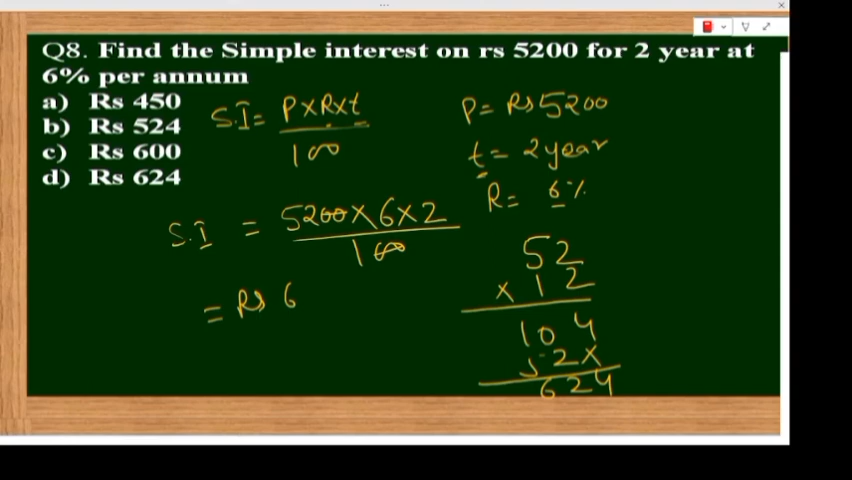 Q8. Find the Simple interest on rs 5200 for 2 year at
6% per annum
a) Rs 450
b) Rs 524
c) Rs 600
d) Rs 624
S.I = P×R×t
100
P= Rs 5200
t= 2 year
R= 6%
S.I = 5200×6×2
100
= Rs 6
52
×12
104
52×
624